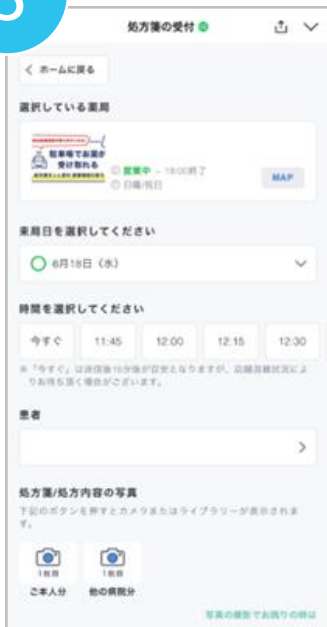 3
処方箋の受付
く ホームに戻る
選択している薬局
駐車場でお薬が
受け取れる
営業中 - 18:00終了
日曜/祝日
MAP
来局日を選択してください
6月18日（水）
時間を選択してください
今すぐ 11:45 12:00 12:15 12:30
※「今すぐ」は送信後15分後が目安となりますが、店舗混雑状況によ
りお待ち頂く場合がございます。
患者
処方箋/処方内容の写真
下記のボタンを押すとカメラまたはライブラリーが表示されま
す。
1枚目 1枚目
ご本人分 他の病院分
写真の撮影でお困りの時は